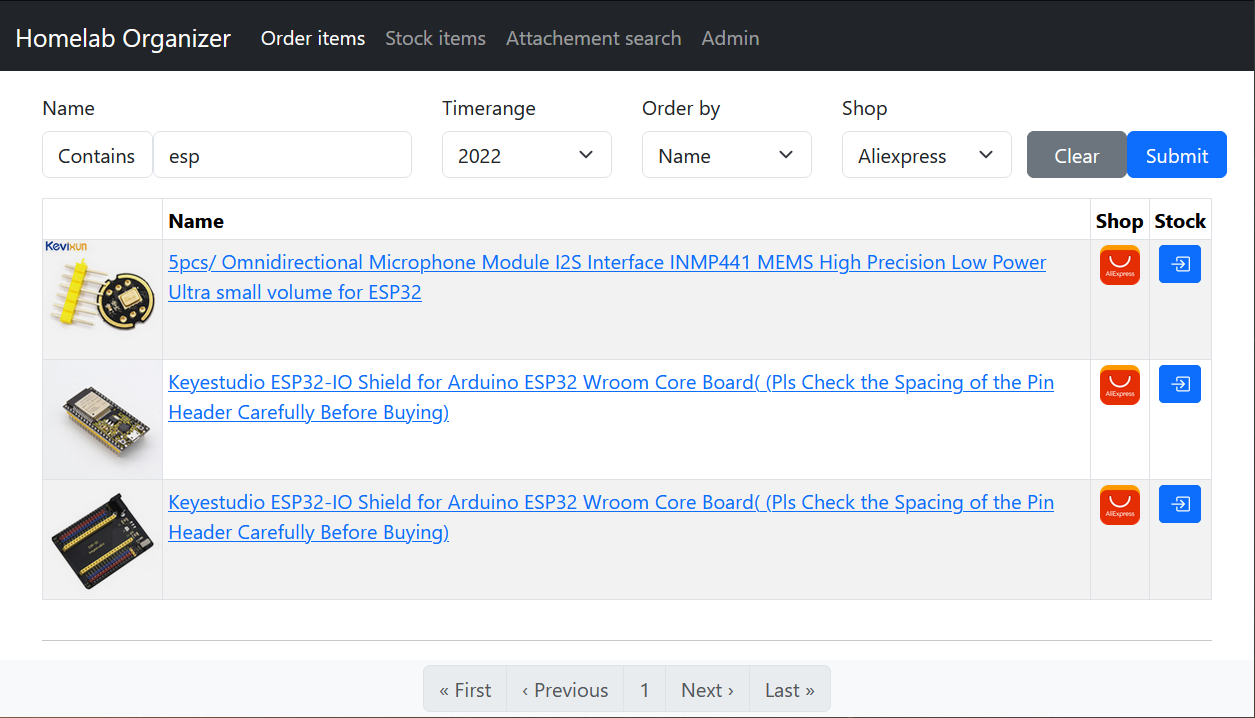 Homelab Organizer Order items Stock items Attachement search Admin
Name Timerange Order by Shop
Contains esp 2022 Name Aliexpress Clear Submit
Name Shop Stock
Kevixun
5pcs/ Omnidirectional Microphone Module I2S Interface INMP441 MEMS High Precision Low Power
Ultra small volume for ESP32
AliExpress
Keyestudio ESP32-IO Shield for Arduino ESP32 Wroom Core Board( (Pls Check the Spacing of the Pin
Header Carefully Before Buying)
AliExpress
Keyestudio ESP32-IO Shield for Arduino ESP32 Wroom Core Board( (Pls Check the Spacing of the Pin
Header Carefully Before Buying)
AliExpress
« First ‹ Previous 1 Next › Last »